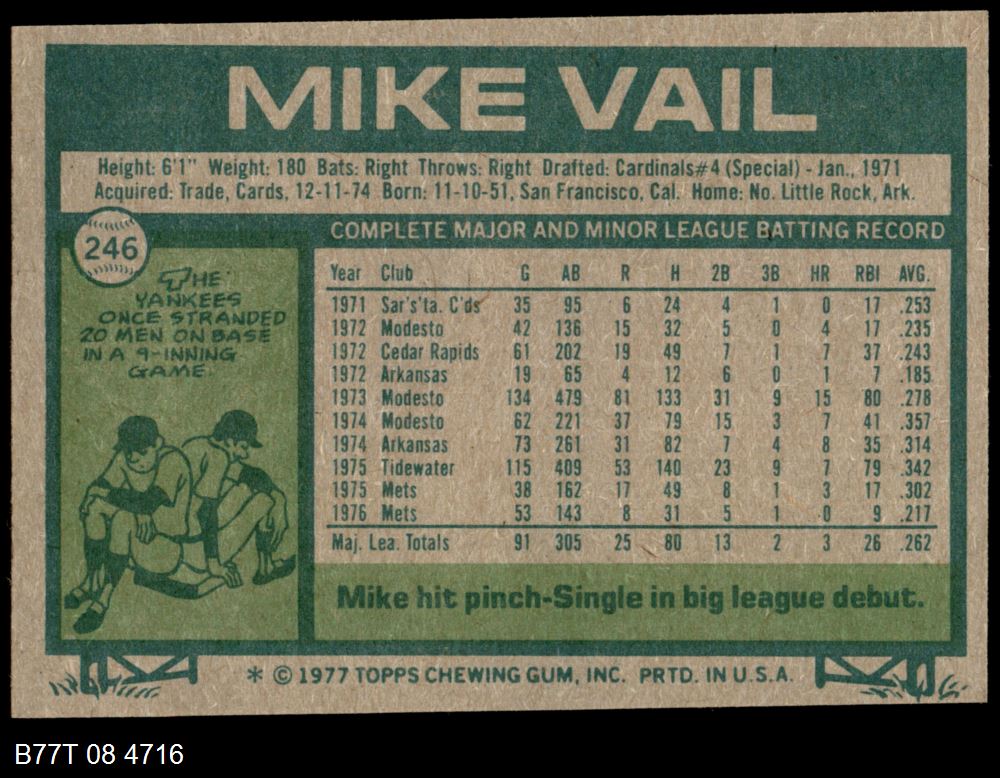 MIKE VAIL
Height: 6'1" Weight: 180 Bats: Right Throws: Right Drafted: Cardinals#4 (Special) - Jan., 1971
Acquired: Trade, Cards, 12-11-74 Born: 11-10-51, San Francisco, Cal. Home: No. Little Rock, Ark.
246
THE
YANKEES
ONCE STRANDED
20 MEN ON BASE
IN A 9-INNING
GAME.
COMPLETE MAJOR AND MINOR LEAGUE BATTING RECORD
Year Club G AB R H 2B 3B HR RBI AVG.
1971 Sar's'ta. C'ds 35 95 6 24 4 1 0 17 .253
1972 Modesto 42 136 15 32 5 0 4 17 .235
1972 Cedar Rapids 61 202 19 49 7 1 7 37 .243
1972 Arkansas 19 65 4 12 6 0 1 7 .185
1973 Modesto 134 479 81 133 31 9 15 80 .278
1974 Modesto 62 221 37 79 15 3 7 41 .357
1974 Arkansas 73 261 31 82 7 4 8 35 .314
1975 Tidewater 115 409 53 140 23 9 7 79 .342
1975 Mets 38 162 17 49 8 1 3 17 .302
1976 Mets 53 143 8 31 5 1 0 9 .217
Maj. Lea. Totals 91 305 25 80 13 2 3 26 .262
Mike hit pinch-Single in big league debut.
* © 1977 TOPPS CHEWING GUM, INC. PRTD. IN U.S.A.
B77T 08 4716